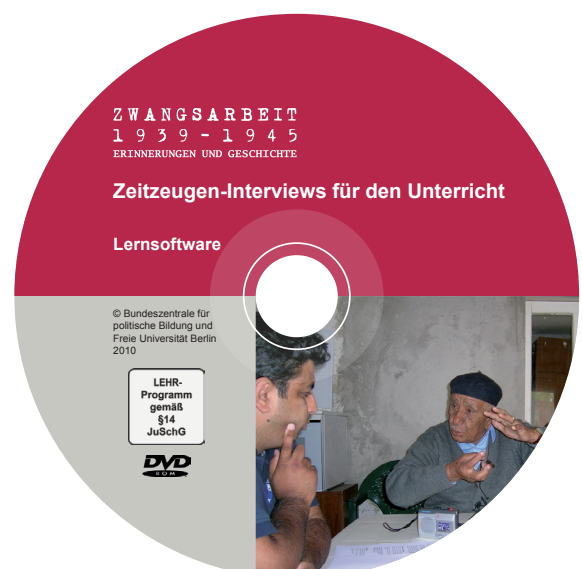 ZWANGSARBEIT
1939-1945
ERINNERUNGEN UND GESCHICHTE
Zeitzeugen-Interviews für den Unterricht
Lernsoftware
© Bundeszentrale für
politische Bildung und
Freie Universität Berlin
2010
LEHR-
Programm
gemäß
§14
JuSchG
DVD
ROM